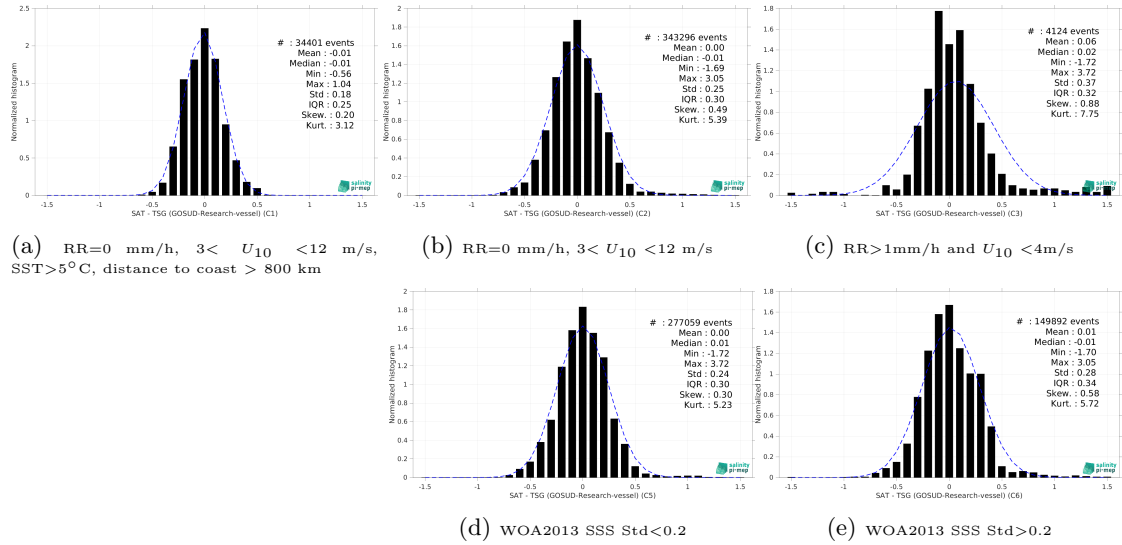 2.5
2
1.5
1
0.5
0
-1.5 -1 -0.5 0 0.5 1 1.5
Normalized histogram
# : 34401 events
Mean : -0.01
Median : -0.01
Min : -0.56
Max : 1.04
Std : 0.18
IQR : 0.25
Skew. : 0.20
Kurt. : 3.12
salinity
pi-mep
SAT - TSG (GOSUD-Research-vessel) (C1)
(a) RR=0 mm/h, 3< U10 <12 m/s,
SST>5°C, distance to coast > 800 km
2
1.8
1.6
1.4
1.2
1
0.8
0.6
0.4
0.2
0
-1.5 -1 -0.5 0 0.5 1 1.5
Normalized histogram
# : 343296 events
Mean : 0.00
Median : -0.01
Min : -1.69
Max : 3.05
Std : 0.25
IQR : 0.30
Skew. : 0.49
Kurt. : 5.39
salinity
pi-mep
SAT - TSG (GOSUD-Research-vessel) (C2)
(b) RR=0 mm/h, 3< U10 <12 m/s
1.8
1.6
1.4
1.2
1
0.8
0.6
0.4
0.2
0
-1.5 -1 -0.5 0 0.5 1 1.5
Normalized histogram
# : 4124 events
Mean : 0.06
Median : 0.02
Min : -1.72
Max : 3.72
Std : 0.37
IQR : 0.32
Skew. : 0.88
Kurt. : 7.75
salinity
pi-mep
SAT - TSG (GOSUD-Research-vessel) (C3)
(c) RR>1mm/h and U10 <4m/s
2
1.8
1.6
1.4
1.2
1
0.8
0.6
0.4
0.2
0
-1.5 -1 -0.5 0 0.5 1 1.5
Normalized histogram
# : 277059 events
Mean : 0.00
Median : 0.01
Min : -1.72
Max : 3.72
Std : 0.24
IQR : 0.30
Skew. : 0.30
Kurt. : 5.23
salinity
pi-mep
SAT - TSG (GOSUD-Research-vessel) (C5)
(d) WOA2013 SSS Std<0.2
1.8
1.6
1.4
1.2
1
0.8
0.6
0.4
0.2
0
-1.5 -1 -0.5 0 0.5 1 1.5
Normalized histogram
# : 149892 events
Mean : 0.01
Median : -0.01
Min : -1.70
Max : 3.05
Std : 0.28
IQR : 0.34
Skew. : 0.58
Kurt. : 5.72
salinity
pi-mep
SAT - TSG (GOSUD-Research-vessel) (C6)
(e) WOA2013 SSS Std>0.2